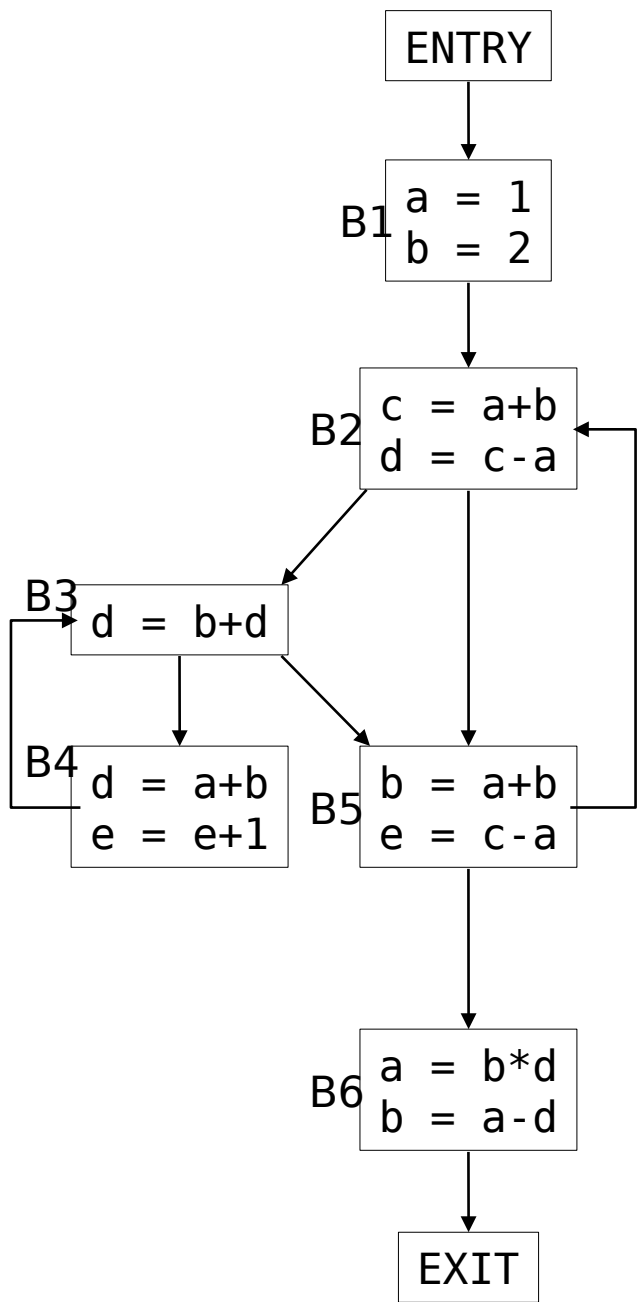 ENTRY
B1
a = 1
b = 2
B2
c = a+b
d = c-a
B3
d = b+d
B4
d = a+b
e = e+1
B5
b = a+b
e = c-a
B6
a = b*d
b = a-d
EXIT